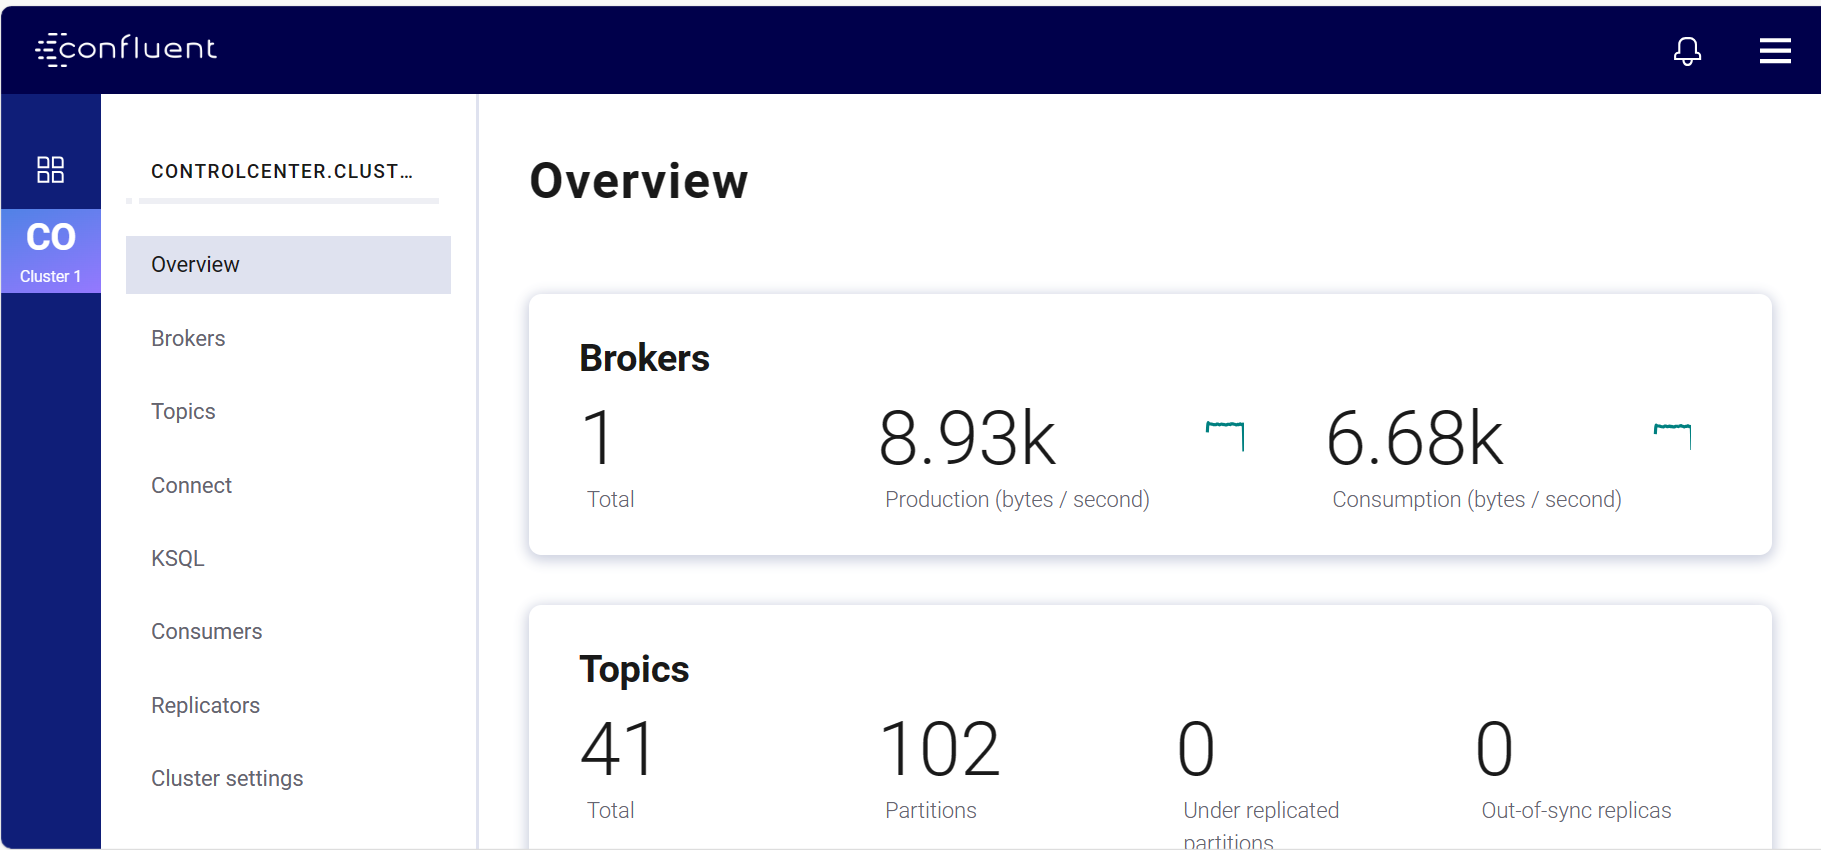 confluent
CONTROLCENTER.CLUST...
CO
Cluster 1
Overview
Brokers
Topics
Connect
KSQL
Consumers
Replicators
Cluster settings
Overview
Brokers
1
Total
8.93k
Production (bytes / second)
6.68k
Consumption (bytes / second)
Topics
41
Total
102
Partitions
0
Under replicated
partitions
0
Out-of-sync replicas